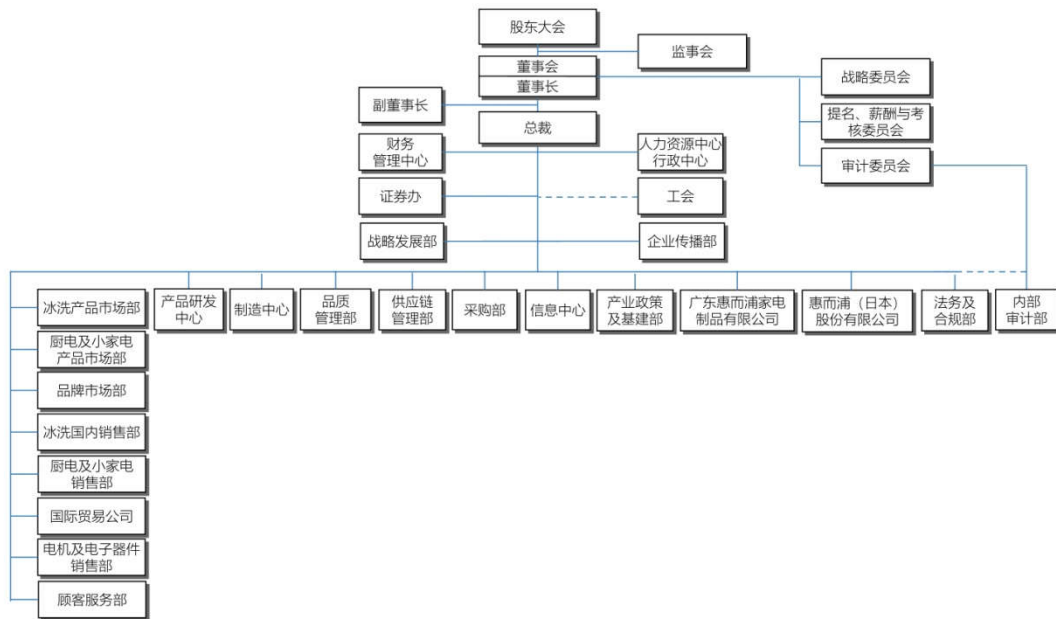 股东大会
监事会
董事会
董事长
战略委员会
副董事长
提名、薪酬与考
核委员会
总裁
财务
管理中心
人力资源中心
行政中心
审计委员会
证券办
工会
战略发展部
企业传播部
冰洗产品市场部
产品研发
中心
制造中心
品质
管理部
供应链
管理部
采购部
信息中心
产业政策
及基建部
广东惠而浦家电
制品有限公司
惠而浦（日本）
股份有限公司
法务及
合规部
内部
审计部
厨电及小家电
产品市场部
品牌市场部
冰洗国内销售部
厨电及小家电
销售部
国际贸易公司
电机及电子器件
销售部
顾客服务部